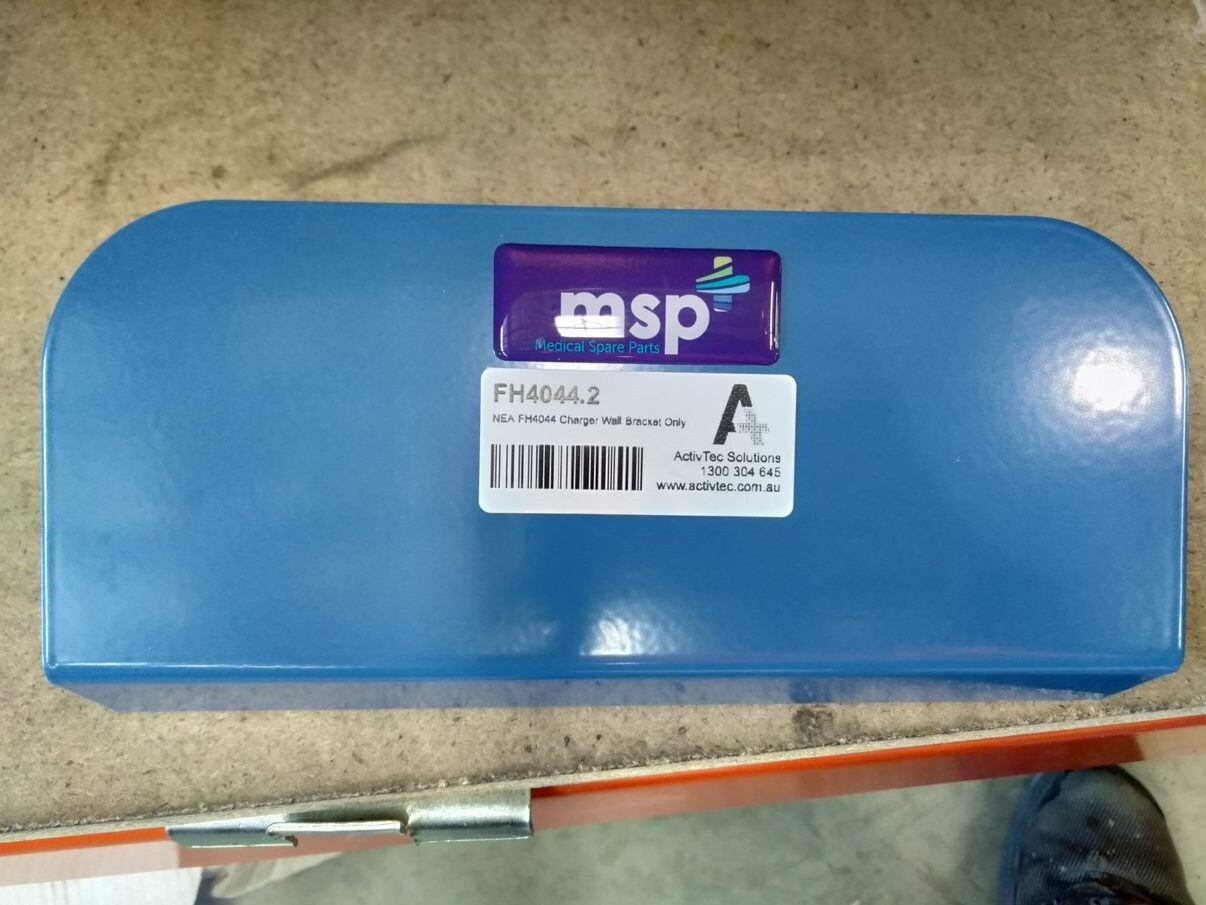 msp
Medical Spare Parts
FH4044.2
NEA FH4044 Charger Wall Bracket Only
ActivTec Solutions
1300 304 645
www.activtec.com.au